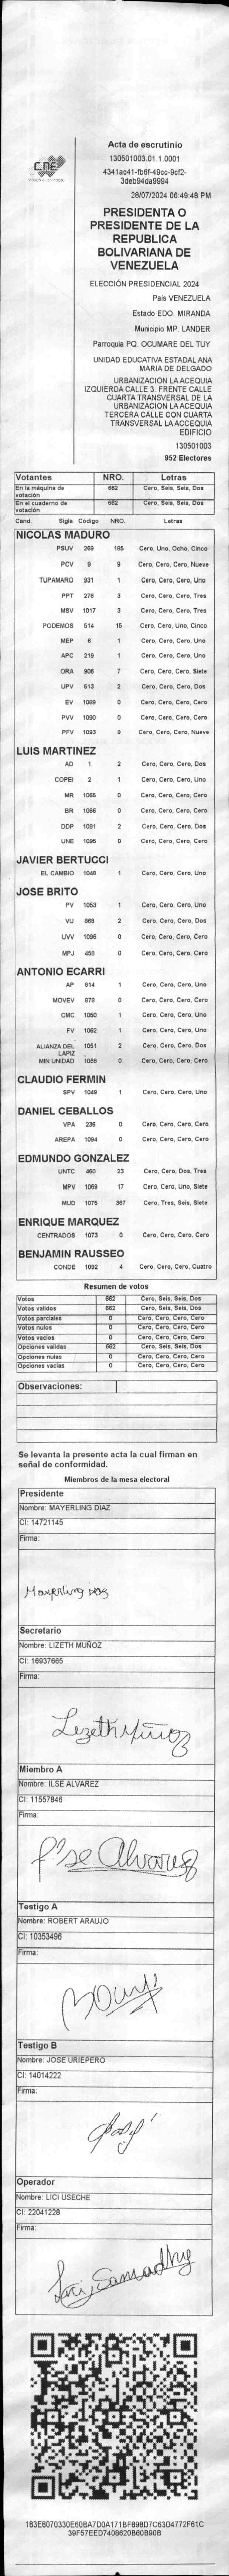 CNE
Acta de escrutinio
130501003.01.1.0001
4341ac41-fb6f-49cc-9cf2-
3deb94da9994
28/07/2024 06:49:48 PM
PRESIDENTA O
PRESIDENTE DE LA
REPUBLICA
BOLIVARIANA DE
VENEZUELA
ELECCIÓN PRESIDENCIAL 2024
Pais VENEZUELA
Estado EDO. MIRANDA
Municipio MP. LANDER
Parroquia PQ. OCUMARE DEL TUY
UNIDAD EDUCATIVA ESTADAL ANA
MARIA DE DELGADO
URBANIZACION LA ACEQUIA
IZQUIERDA CALLE 3. FRENTE CALLE
CUARTA TRANSVERSAL DE LA
URBANIZACION LA ACEQUIA
TERCERA CALLE CON CUARTA
TRANSVERSAL LA ACCEQUIA
EDIFICIO
130501003
952 Electores
Votantes NRO. Letras
En la máquina de votación 662 Cero, Seis, Seis, Dos
En el cuaderno de votación 662 Cero, Seis, Seis, Dos
Cand. Sigla Código NRO. Letras
NICOLAS MADURO
PSUV 269 185 Cero, Uno, Ocho, Cinco
PCV 9 9 Cero, Cero, Cero, Nueve
TUPAMARO 931 1 Cero, Cero, Cero, Uno
PPT 276 3 Cero, Cero, Cero, Tres
MSV 1017 3 Cero, Cero, Cero, Tres
PODEMOS 514 15 Cero, Cero, Uno, Cinco
MEP 6 1 Cero, Cero, Cero, Uno
APC 219 1 Cero, Cero, Cero, Uno
ORA 906 7 Cero, Cero, Cero, Siete
UPV 513 2 Cero, Cero, Cero, Dos
EV 1089 0 Cero, Cero, Cero, Cero
PVV 1090 0 Cero, Cero, Cero, Cero
PFV 1093 9 Cero, Cero, Cero, Nueve
LUIS MARTINEZ
AD 1 2 Cero, Cero, Cero, Dos
COPEI 2 1 Cero, Cero, Cero, Uno
MR 1065 0 Cero, Cero, Cero, Cero
BR 1066 0 Cero, Cero, Cero, Cero
DDP 1091 2 Cero, Cero, Cero, Dos
UNE 1095 0 Cero, Cero, Cero, Cero
JAVIER BERTUCCI
EL CAMBIO 1048 1 Cero, Cero, Cero, Uno
JOSE BRITO
PV 1053 1 Cero, Cero, Cero, Uno
VU 868 2 Cero, Cero, Cero, Dos
UVV 1096 0 Cero, Cero, Cero, Cero
MPJ 458 0 Cero, Cero, Cero, Cero
ANTONIO ECARRI
AP 814 1 Cero, Cero, Cero, Uno
MOVEV 878 0 Cero, Cero, Cero, Cero
CMC 1050 1 Cero, Cero, Cero, Uno
FV 1062 1 Cero, Cero, Cero, Uno
ALIANZA DEL LAPIZ 1051 2 Cero, Cero, Cero, Dos
MIN UNIDAD 1068 0 Cero, Cero, Cero, Cero
CLAUDIO FERMIN
SPV 1049 1 Cero, Cero, Cero, Uno
DANIEL CEBALLOS
VPA 236 0 Cero, Cero, Cero, Cero
AREPA 1094 0 Cero, Cero, Cero, Cero
EDMUNDO GONZALEZ
UNTC 460 23 Cero, Cero, Dos, Tres
MPV 1069 17 Cero, Cero, Uno, Siete
MUD 1075 367 Cero, Tres, Seis, Siete
ENRIQUE MARQUEZ
CENTRADOS 1073 0 Cero, Cero, Cero, Cero
BENJAMIN RAUSSEO
CONDE 1092 4 Cero, Cero, Cero, Cuatro
Resumen de votos
Votos 662 Cero, Seis, Seis, Dos
Votos validos 662 Cero, Seis, Seis, Dos
Votos parciales 0 Cero, Cero, Cero, Cero
Votos nulos 0 Cero, Cero, Cero, Cero
Votos vacios 0 Cero, Cero, Cero, Cero
Opciones validas 662 Cero, Seis, Seis, Dos
Opciones nulas 0 Cero, Cero, Cero, Cero
Opciones vacias 0 Cero, Cero, Cero, Cero
Observaciones:
Se levanta la presente acta la cual firman en
señal de conformidad.
Miembros de la mesa electoral
Presidente
Nombre: MAYERLING DIAZ
CI: 14721145
Firma:
Mayerling Diaz
Secretario
Nombre: LIZETH MUÑOZ
CI: 16937665
Firma:
Lizeth Muñoz
Miembro A
Nombre: ILSE ALVAREZ
CI: 11557846
Firma:
Ilse Alvarez
Testigo A
Nombre: ROBERT ARAUJO
CI: 10353496
Firma:
Testigo B
Nombre: JOSE URIEPERO
CI: 14014222
Firma:
Operador
Nombre: LICI USECHE
CI: 22041228
Firma:
163E8070330E60BA7D0A171BF898D7C63D4772F61C
39F57EED7408620B60B90B